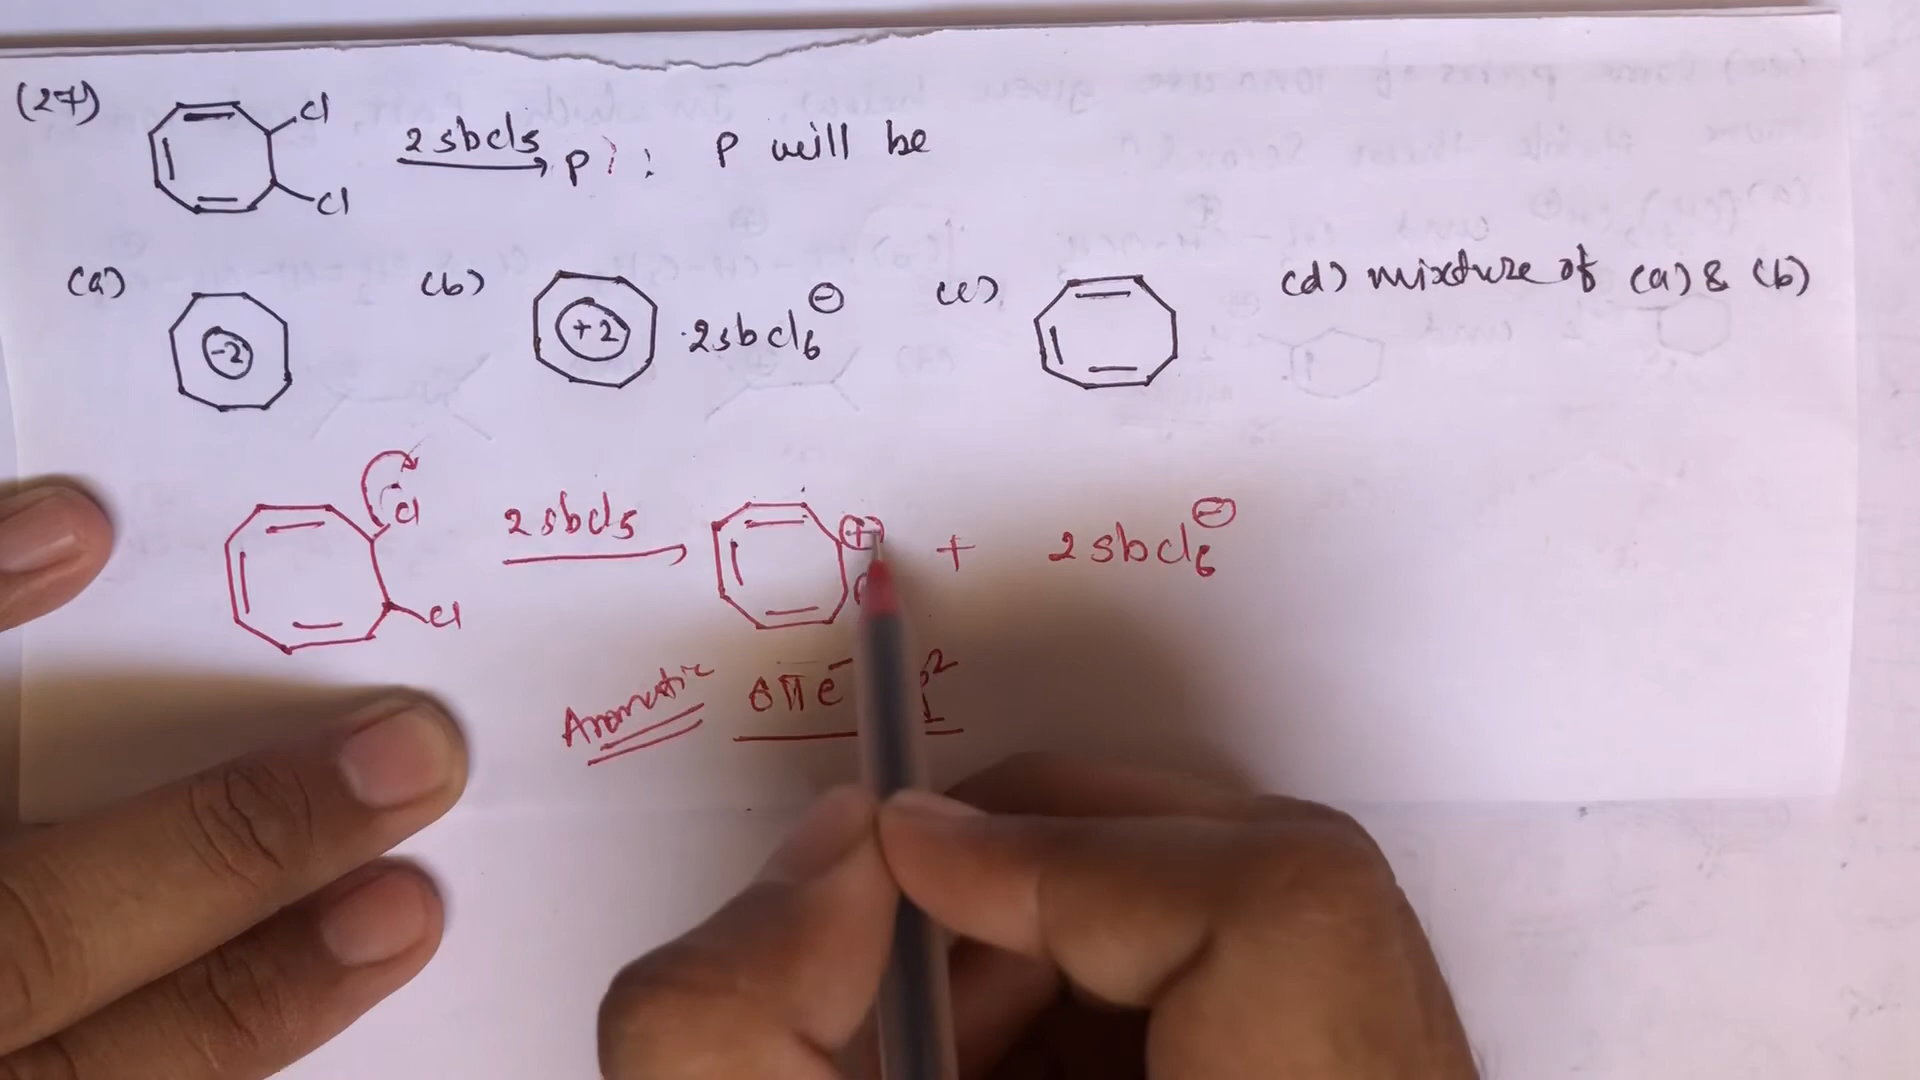 (27) Cl Cl 2sbcl5 p?: p will be
(a) -2 (b) +2 .2sbcl6⊖ (c) (d) mixture of (a) & (b)
Cl Cl 2sbcl5 ⊕ + 2sbcl6⊖
Aromatic 6πe-